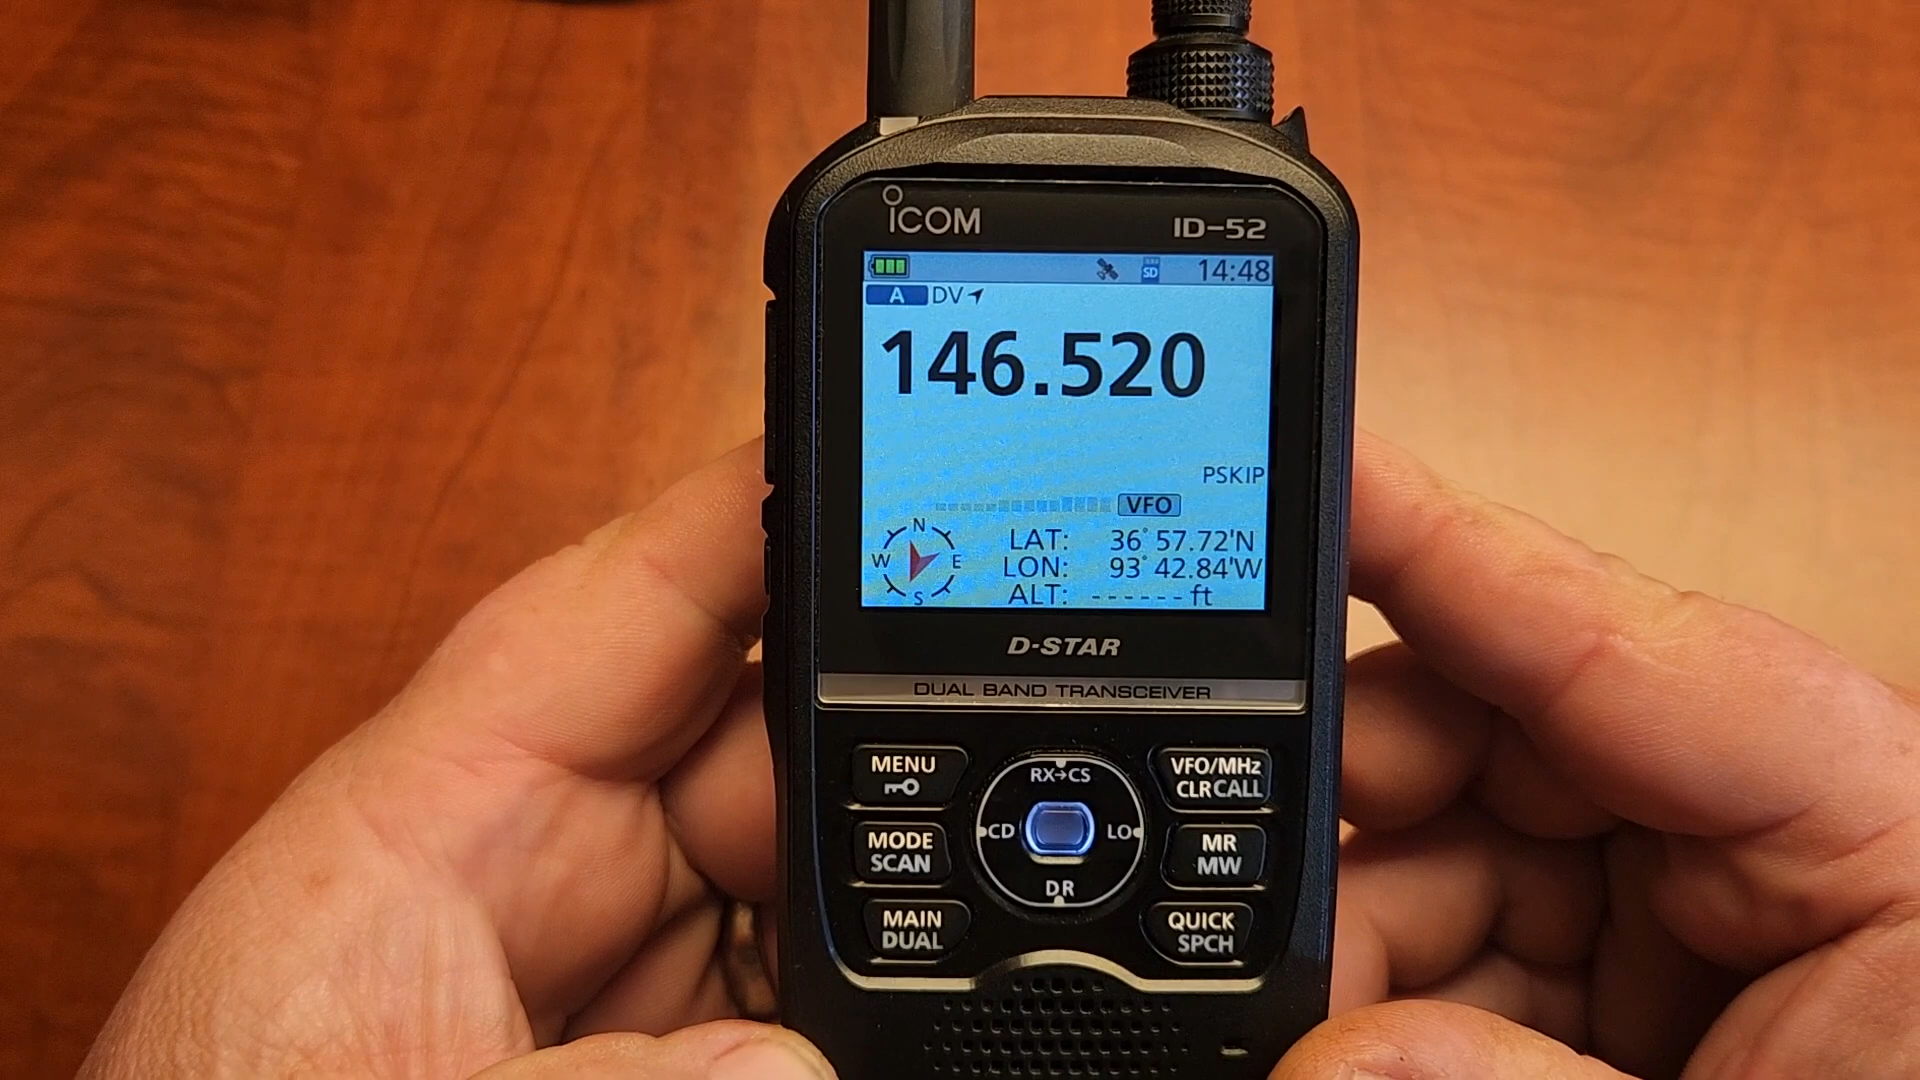 ICOM
ID-52
SD 14:48
A DV
146.520
PSKIP
VFO
N
W E
S
LAT: 36°57.72'N
LON: 93°42.84'W
ALT: ------ft
D-STAR
DUAL BAND TRANSCEIVER
MENU
RX→CS
VFO/MHz
CLR CALL
MODE
SCAN
CD
LO
MR
MW
DR
MAIN
DUAL
QUICK
SPCH